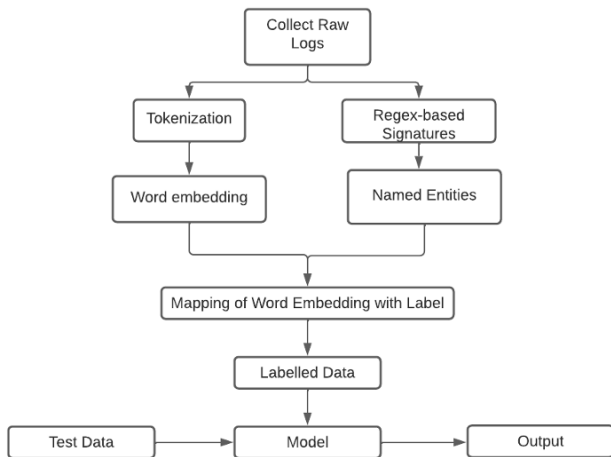 Collect Raw
Logs
Tokenization
Regex-based
Signatures
Word embedding
Named Entities
Mapping of Word Embedding with Label
Labelled Data
Test Data
Model
Output